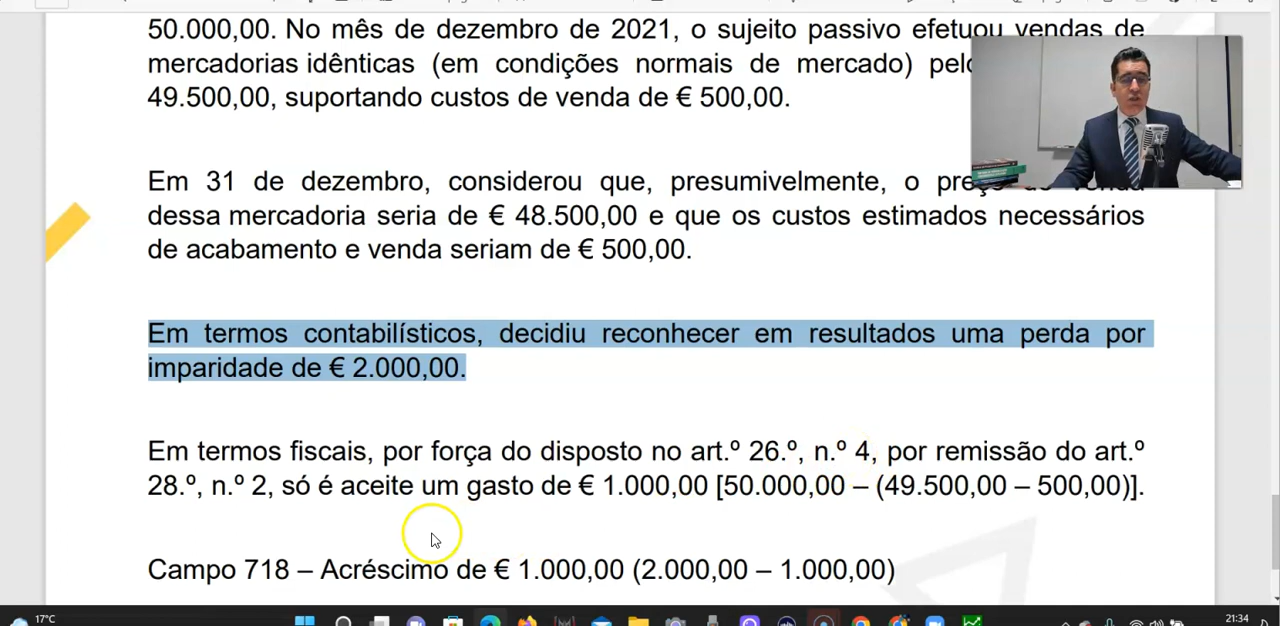 50.000,00. No mês de dezembro de 2021, o sujeito passivo efetuou vendas de
mercadorias idênticas (em condições normais de mercado)
49.500,00, suportando custos de venda de € 500,00.
Em 31 de dezembro, considerou que, presumivelmente, o
dessa mercadoria seria de € 48.500,00 e que os custos estimados necessários
de acabamento e venda seriam de € 500,00.
Em termos contabilísticos, decidiu reconhecer em resultados uma perda por
imparidade de € 2.000,00.
Em termos fiscais, por força do disposto no art.º 26.º, n.º 4, por remissão do art.º
28.º, n.º 2, só é aceite um gasto de € 1.000,00 [50.000,00 – (49.500,00 – 500,00)].
Campo 718 – Acréscimo de € 1.000,00 (2.000,00 – 1.000,00)
17°C
21:34